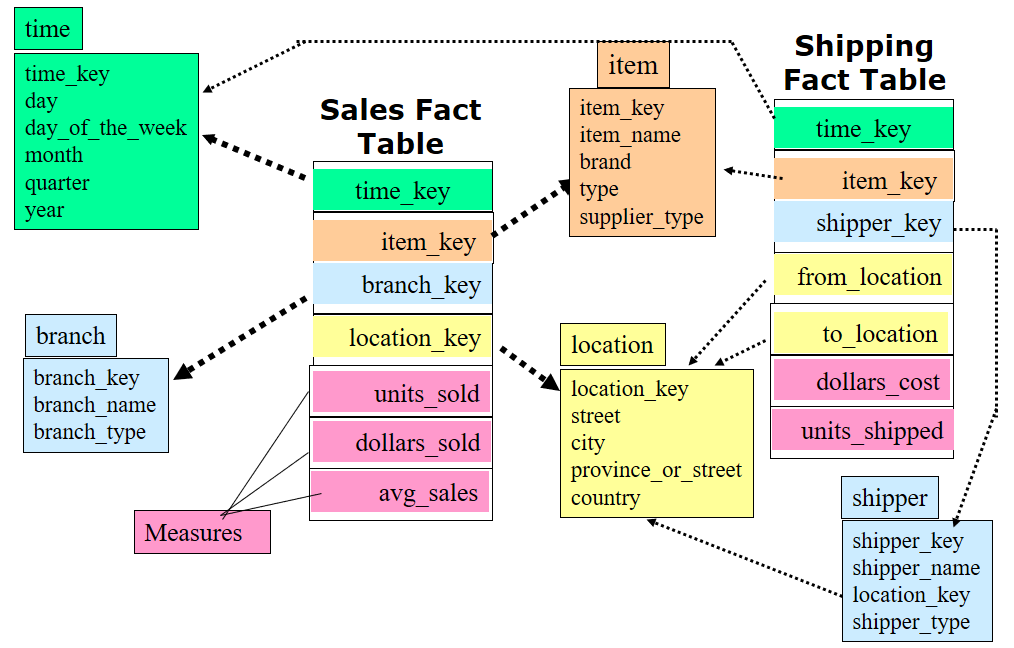 time
time_key
day
day_of_the_week
month
quarter
year
Sales Fact
Table
time_key
item_key
branch_key
location_key
units_sold
dollars_sold
avg_sales
Measures
branch
branch_key
branch_name
branch_type
item
item_key
item_name
brand
type
supplier_type
location
location_key
street
city
province_or_street
country
Shipping
Fact Table
time_key
item_key
shipper_key
from_location
to_location
dollars_cost
units_shipped
shipper
shipper_key
shipper_name
location_key
shipper_type